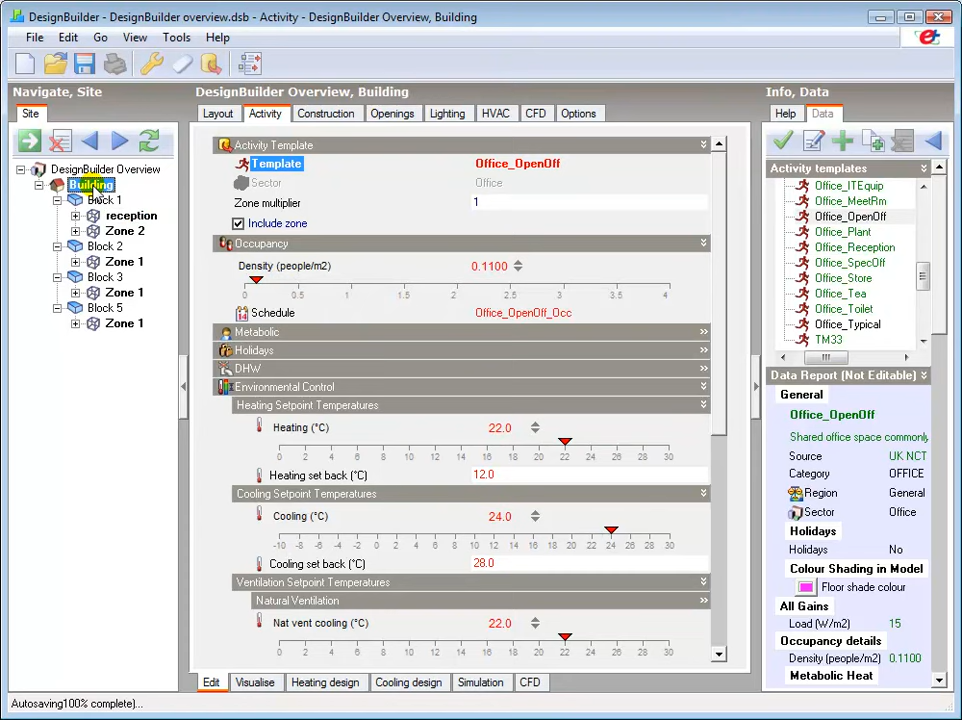 DesignBuilder - DesignBuilder overview.dsb - Activity - DesignBuilder Overview, Building
File Edit Go View Tools Help
Navigate, Site
Site
DesignBuilder Overview
Building
Block 1
reception
Zone 2
Block 2
Zone 1
Block 3
Zone 1
Block 5
Zone 1
DesignBuilder Overview, Building
Layout Activity Construction Openings Lighting HVAC CFD Options
Activity Template
Template Office_OpenOff
Sector Office
Zone multiplier 1
Include zone
Occupancy
Density (people/m2) 0.1100
0 0.5 1 1.5 2 2.5 3 3.5 4
Schedule Office_OpenOff_Occ
Metabolic
Holidays
DHW
Environmental Control
Heating Setpoint Temperatures
Heating (°C) 22.0
0 2 4 6 8 10 12 14 16 18 20 22 24 26 28 30
Heating set back (°C) 12.0
Cooling Setpoint Temperatures
Cooling (°C) 24.0
-10 -8 -6 -4 -2 0 2 4 6 8 10 12 14 16 18 20 22 24 26 28 30
Cooling set back (°C) 28.0
Ventilation Setpoint Temperatures
Natural Ventilation
Nat vent cooling (°C) 22.0
0 2 4 6 8 10 12 14 16 18 20 22 24 26 28 30
Edit Visualise Heating design Cooling design Simulation CFD
Info, Data
Help Data
Activity templates
Office_ITEquip
Office_MeetRm
Office_OpenOff
Office_Plant
Office_Reception
Office_SpecOff
Office_Store
Office_Tea
Office_Toilet
Office_Typical
TM33
Data Report (Not Editable)
General
Office_OpenOff
Shared office space commonly
Source UK NCT
Category OFFICE
Region General
Sector Office
Holidays
Holidays No
Colour Shading in Model
Floor shade colour
All Gains
Load (W/m2) 15
Occupancy details
Density (people/m2) 0.1100
Metabolic Heat
Autosaving100% complete)...